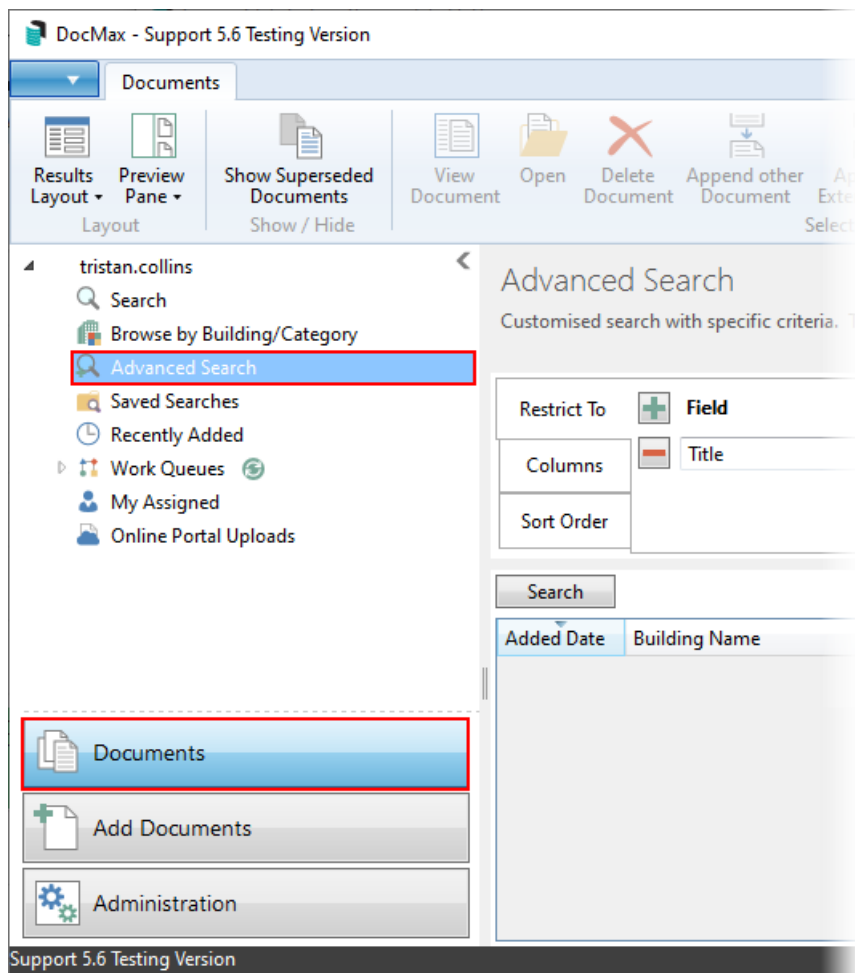 DocMax - Support 5.6 Testing Version
Documents
Results Layout
Preview Pane
Show Superseded Documents
View Document
Open
Delete Document
Append other Document
Layout
Show / Hide
tristan.collins
Search
Browse by Building/Category
Advanced Search
Saved Searches
Recently Added
Work Queues
My Assigned
Online Portal Uploads
Advanced Search
Customised search with specific criteria.
Restrict To
Field
Columns
Title
Sort Order
Search
Added Date
Building Name
Documents
Add Documents
Administration
Support 5.6 Testing Version